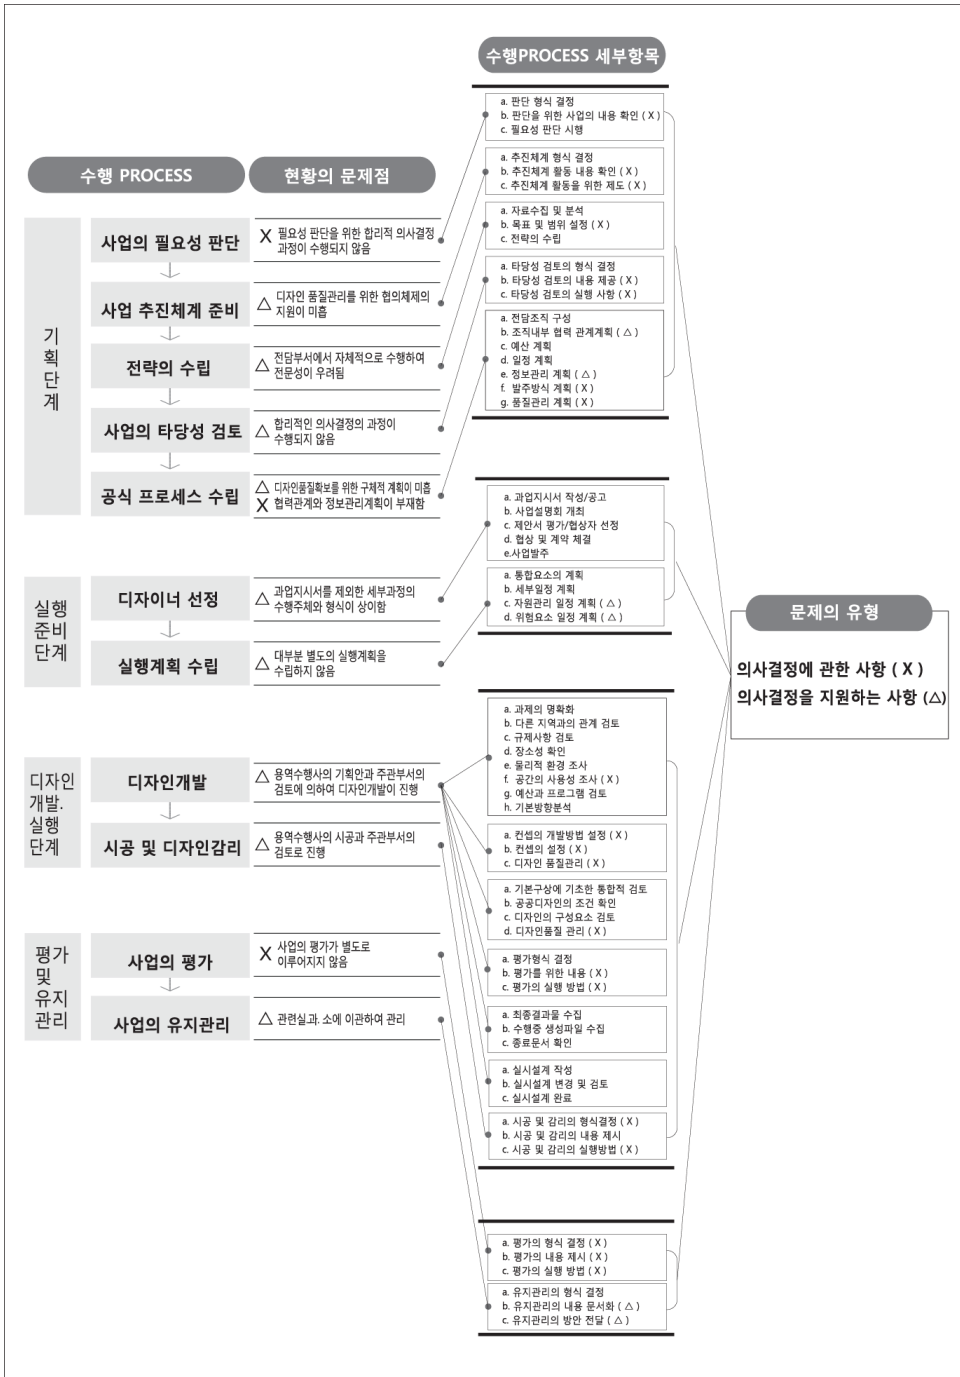 수행PROCESS 세부항목
수행 PROCESS
현황의 문제점
기획단계
사업의 필요성 판단
X 필요성 판단을 위한 합리적 의사결정
과정이 수행되지 않음
사업 추진체계 준비
△ 디자인 품질관리를 위한 협의체제의
지원이 미흡
전략의 수립
△ 전담부서에서 자체적으로 수행하여
전문성이 우려됨
사업의 타당성 검토
△ 합리적인 의사결정의 과정이
수행되지 않음
공식 프로세스 수립
△ 디자인품질확보를 위한 구체적 계획이 미흡
X 협력관계와 정보관리계획이 부재함
실행
준비
단계
디자이너 선정
△ 과업지시서를 제외한 세부과정의
수행주체와 형식이 상이함
실행계획 수립
△ 대부분 별도의 실행계획을
수립하지 않음
디자인
개발.
실행
단계
디자인개발
△ 용역수행사의 기획안과 주관부서의
검토에 의하여 디자인개발이 진행
시공 및 디자인감리
△ 용역수행사의 시공과 주관부서의
검토로 진행
평가
및
유지
관리
사업의 평가
X 사업의 평가가 별도로
이루어지지 않음
사업의 유지관리
△ 관련실.과. 소에 이관하여 관리
a. 판단 형식 결정
b. 판단을 위한 사업의 내용 확인 ( X )
c. 필요성 판단 시행
a. 추진체계 형식 결정
b. 추진체계 활동 내용 확인 ( X )
c. 추진체계 활동을 위한 제도 ( X )
a. 자료수집 및 분석
b. 목표 및 범위 설정 ( X )
c. 전략의 수립
a. 타당성 검토의 형식 결정
b. 타당성 검토의 내용 제공 ( X )
c. 타당성 검토의 실행 사항 ( X )
a. 전담조직 구성
b. 조직내부 협력 관계계획 ( △ )
c. 예산 계획
d. 일정 계획
e. 정보관리 계획 ( △ )
f. 발주방식 계획 ( X )
g. 품질관리 계획 ( X )
a. 과업지시서 작성/공고
b. 사업설명회 개최
c. 제안서 평가/협상자 선정
d. 협상 및 계약 체결
e.사업발주
a. 통합요소의 계획
b. 세부일정 계획
c. 자원관리 일정 계획 ( △ )
d. 위험요소 일정 계획 ( △ )
a. 과제의 명확화
b. 다른 지역과의 관계 검토
c. 규제사항 검토
d. 장소성 확인
e. 물리적 환경 조사
f. 공간의 사용성 조사 ( X )
g. 예산과 프로그램 검토
h. 기본방향분석
a. 컨셉의 개발방법 설정 ( X )
b. 컨셉의 설정 ( X )
c. 디자인 품질관리 ( X )
a. 기본구상에 기초한 통합적 검토
b. 공공디자인의 조건 확인
c. 디자인의 구성요소 검토
d. 디자인품질 관리 ( X )
a. 평가형식 결정
b. 평가를 위한 내용 ( X )
c. 평가의 실행 방법 ( X )
a. 최종결과물 수집
b. 수행중 생성파일 수집
c. 종료문서 확인
a. 실시설계 작성
b. 실시설계 변경 및 검토
c. 실시설계 완료
a. 시공 및 감리의 형식결정 ( X )
b. 시공 및 감리의 내용 제시
c. 시공 및 감리의 실행방법 ( X )
a. 평가의 형식 결정 ( X )
b. 평가의 내용 제시 ( X )
c. 평가의 실행 방법 ( X )
a. 유지관리의 형식 결정
b. 유지관리의 내용 문서화 ( △ )
c. 유지관리의 방안 전달 ( △ )
문제의 유형
의사결정에 관한 사항 ( X )
의사결정을 지원하는 사항 (△)